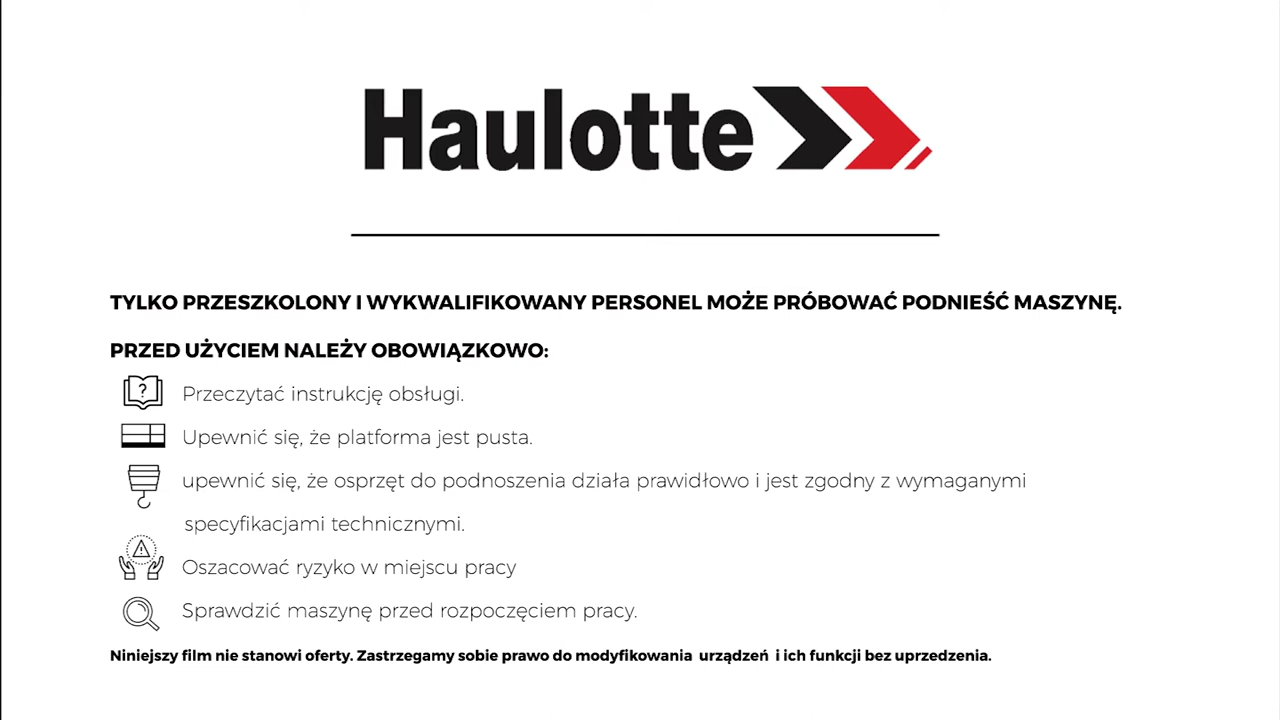 Haulotte
TYLKO PRZESZKOLONY I WYKWALIFIKOWANY PERSONEL MOŻE PRÓBOWAĆ PODNIEŚĆ MASZYNĘ.
PRZED UŻYCIEM NALEŻY OBOWIĄZKOWO:
Przeczytać instrukcję obsługi.
Upewnić się, że platforma jest pusta.
upewnić się, że osprzęt do podnoszenia działa prawidłowo i jest zgodny z wymaganymi
specyfikacjami technicznymi.
Oszacować ryzyko w miejscu pracy
Sprawdzić maszynę przed rozpoczęciem pracy.
Niniejszy film nie stanowi oferty. Zastrzegamy sobie prawo do modyfikowania urządzeń i ich funkcji bez uprzedzenia.